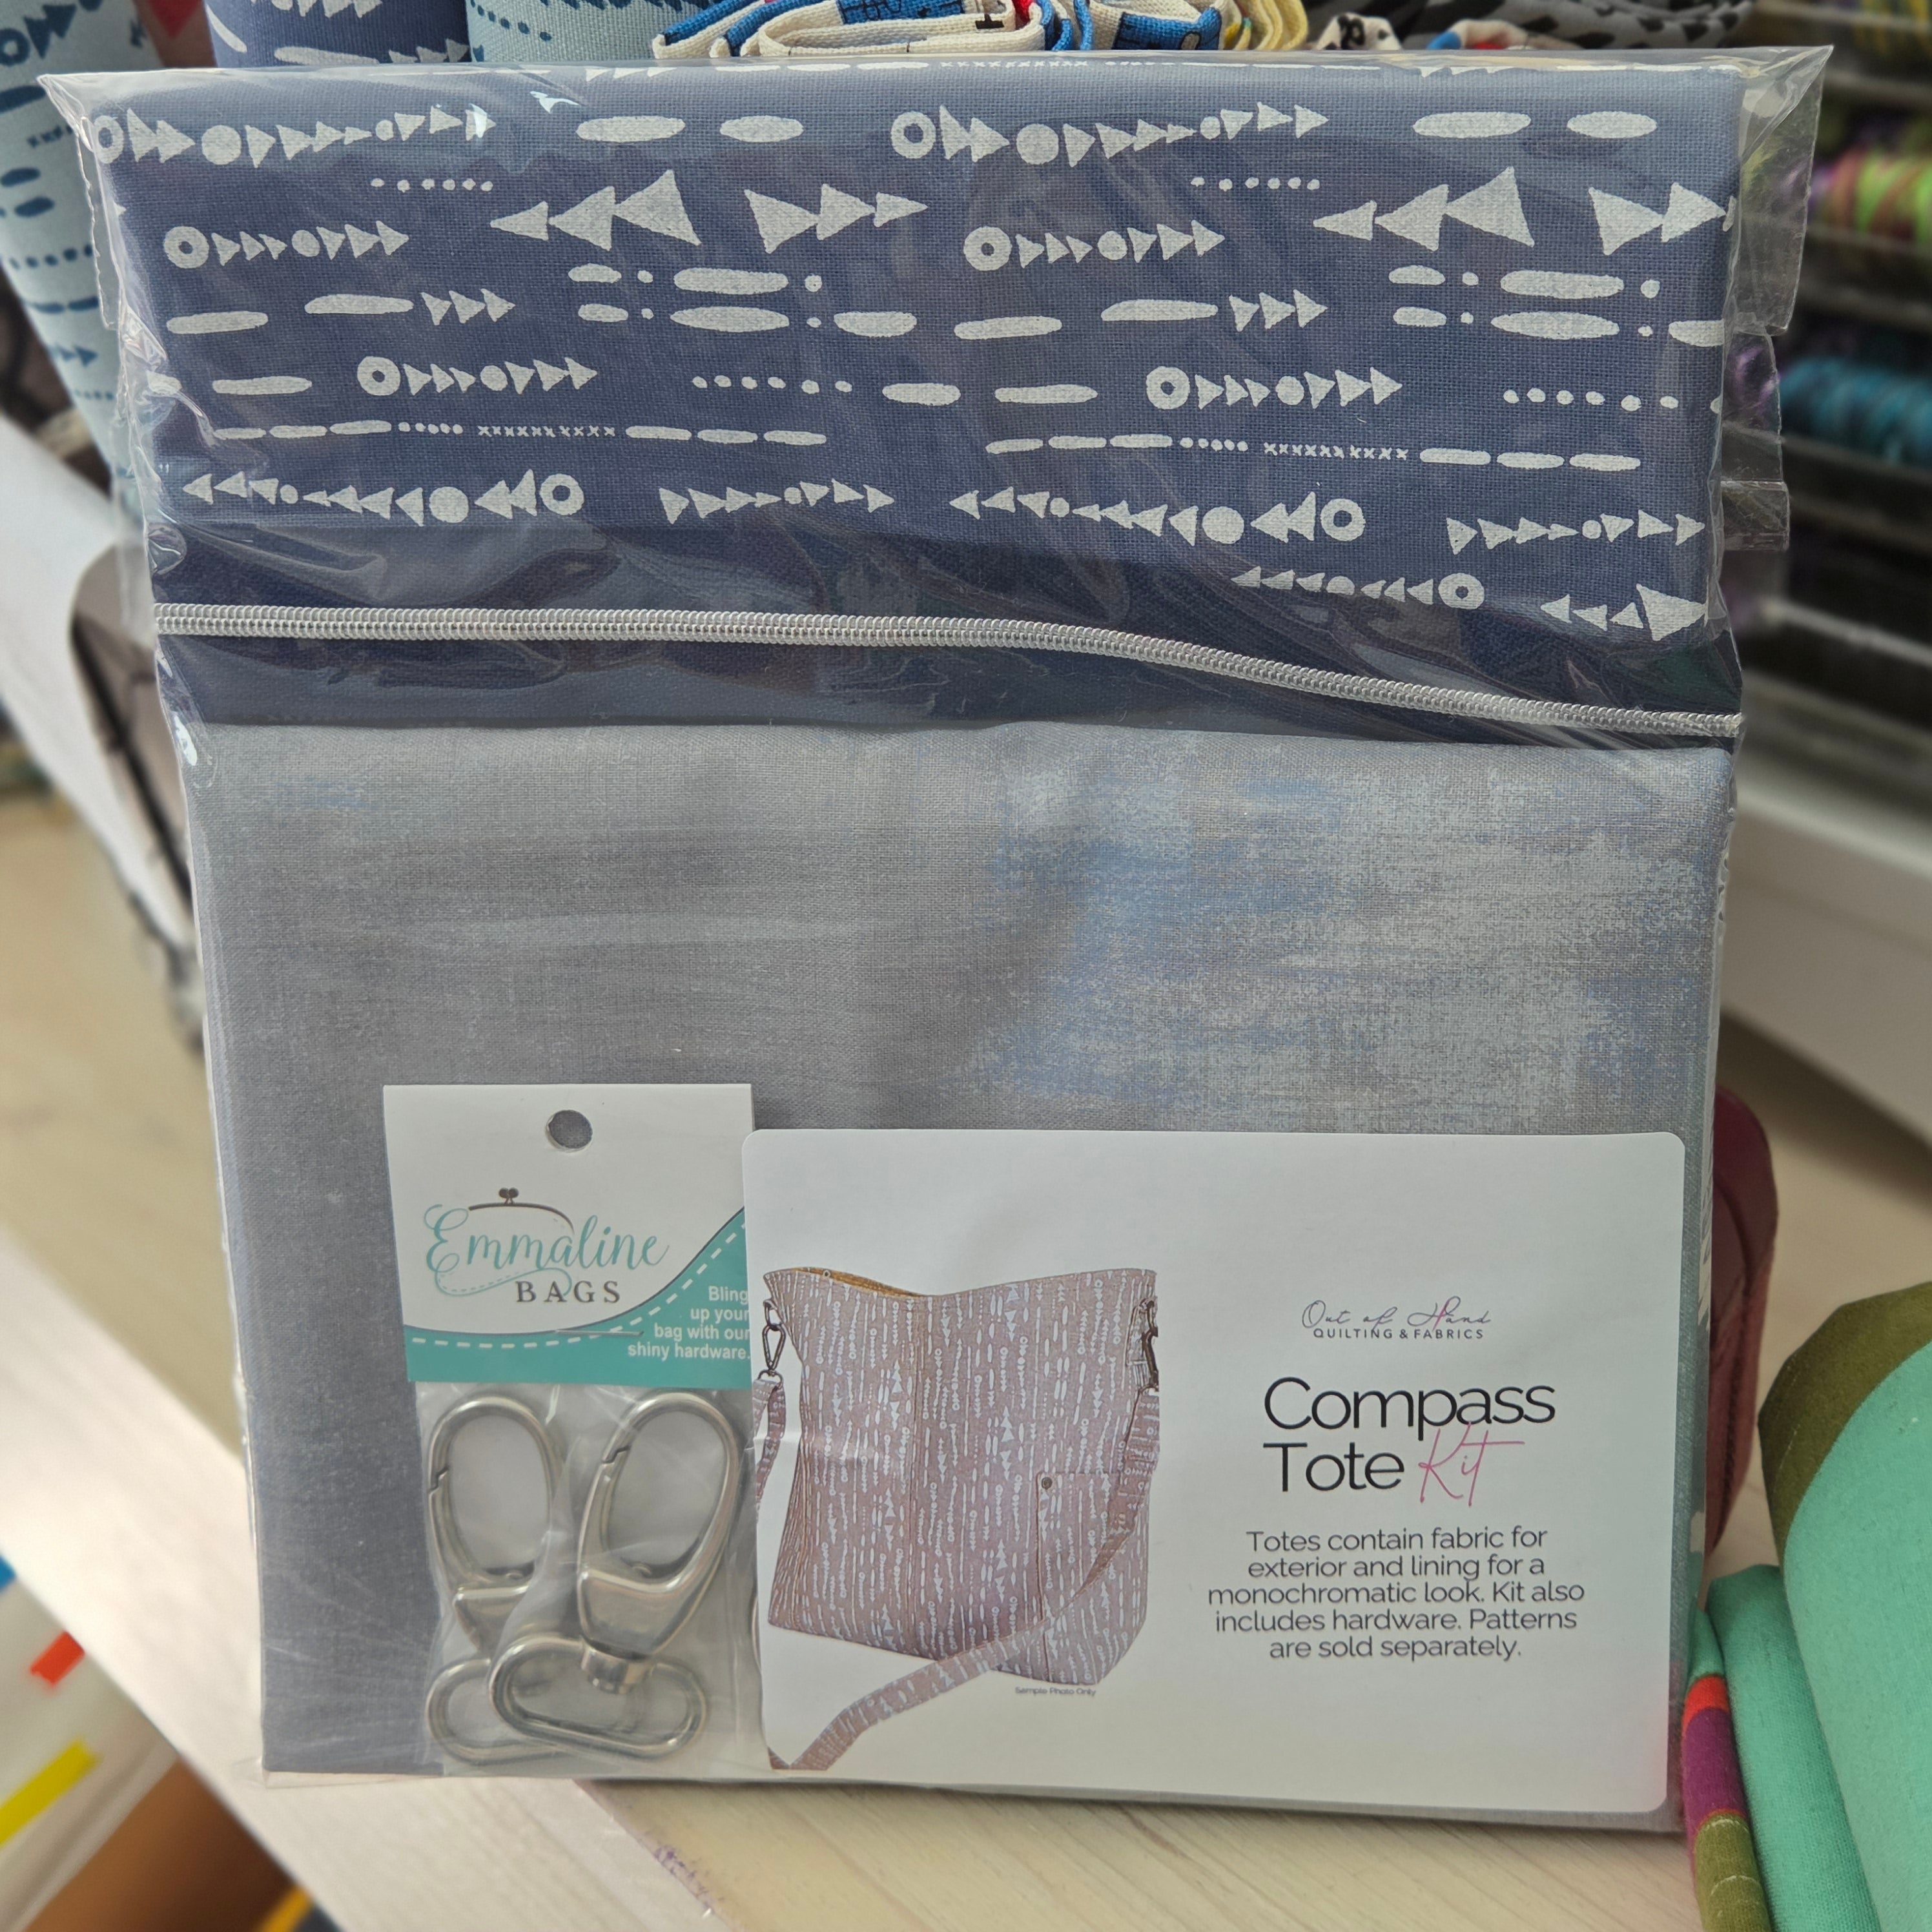 Emmaline
BAGS
Bling
up your
bag with our
shiny hardware.
Out of Hand
QUILTING & FABRICS
Compass
Tote Kit
Totes contain fabric for
exterior and lining for a
monochromatic look. Kit also
includes hardware. Patterns
are sold separately.
Sample Photo Only